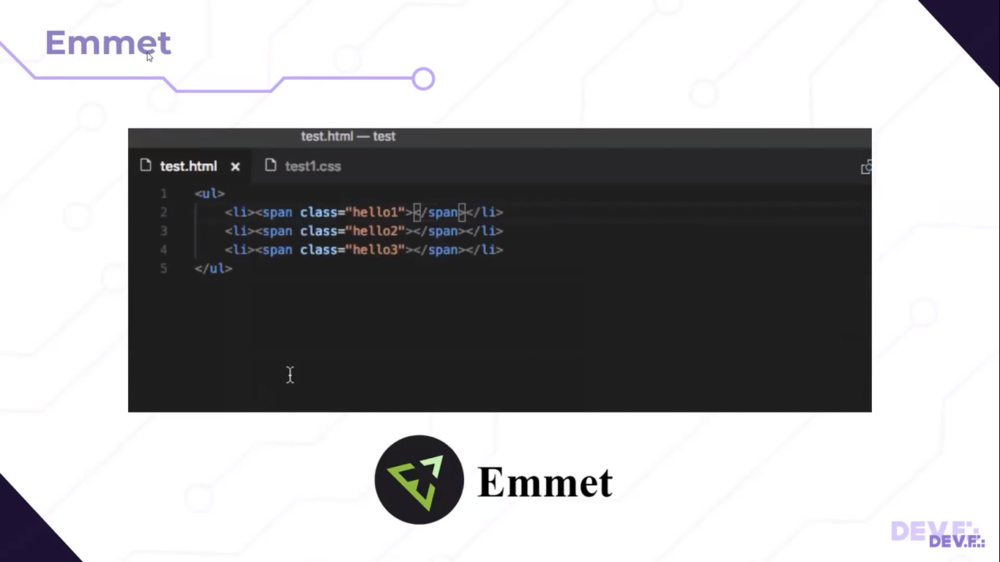 Emmet
test.html — test
test.html x test1.css
1 <ul>
2 <li><span class="hello1"></span></li>
3 <li><span class="hello2"></span></li>
4 <li><span class="hello3"></span></li>
5 </ul>
Emmet
DEV.F.:
DEV.F.: